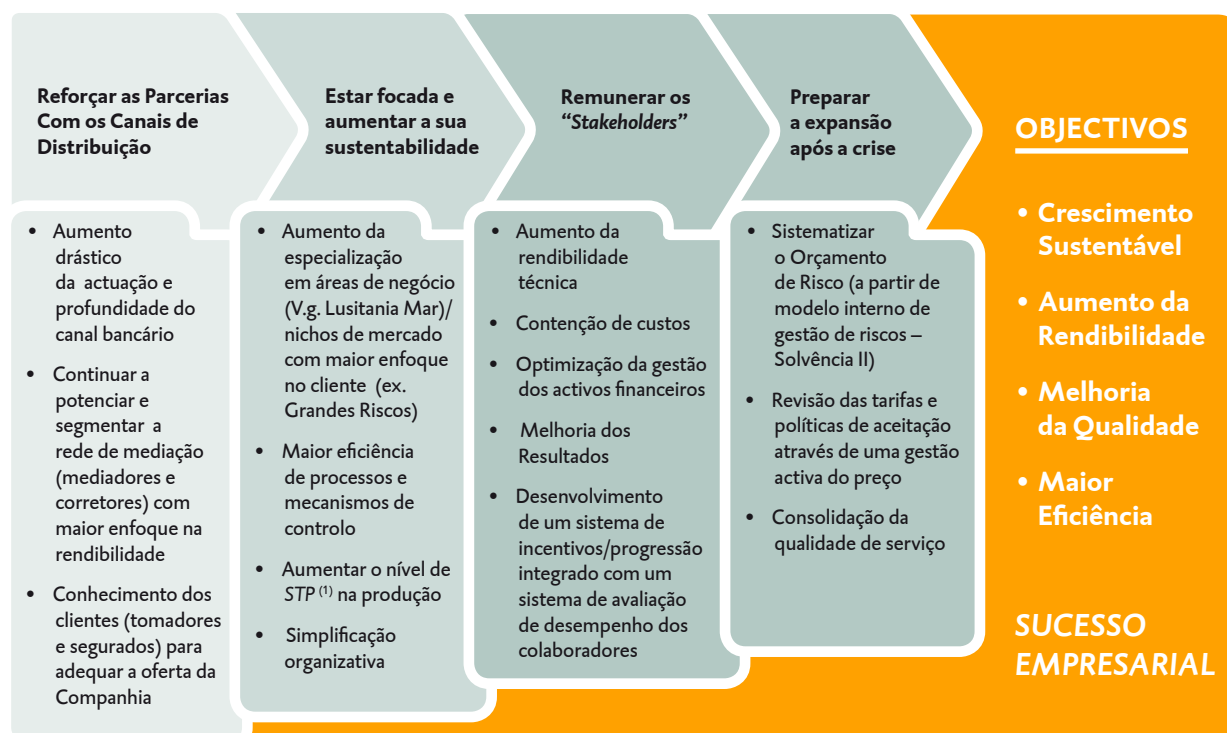 Reforçar as Parcerias
Com os Canais de
Distribuição
• Aumento
drástico
da actuação e
profundidade do
canal bancário
• Continuar a
potenciar e
segmentar a
rede de mediação
(mediadores e
corretores) com
maior enfoque na
rendibilidade
• Conhecimento dos
clientes (tomadores
e segurados) para
adequar a oferta da
Companhia
Estar focada e
aumentar a sua
sustentabilidade
• Aumento da
especialização
em áreas de negócio
(V.g. Lusitania Mar)/
nichos de mercado
com maior enfoque
no cliente (ex.
Grandes Riscos)
• Maior eficiência
de processos e
mecanismos de
controlo
• Aumentar o nível de
STP (1) na produção
• Simplificação
organizativa
Remunerar os
“Stakeholders”
• Aumento da
rendibilidade
técnica
• Contenção de custos
• Optimização da gestão
dos activos financeiros
• Melhoria dos
Resultados
• Desenvolvimento
de um sistema de
incentivos/progressão
integrado com um
sistema de avaliação
de desempenho dos
colaboradores
Preparar
a expansão
após a crise
• Sistematizar
o Orçamento
de Risco (a partir de
modelo interno de
gestão de riscos –
Solvência II)
• Revisão das tarifas e
políticas de aceitação
através de uma gestão
activa do preço
• Consolidação da
qualidade de serviço
OBJECTIVOS
• Crescimento
Sustentável
• Aumento da
Rendibilidade
• Melhoria
da Qualidade
• Maior
Eficiência
SUCESSO
EMPRESARIAL